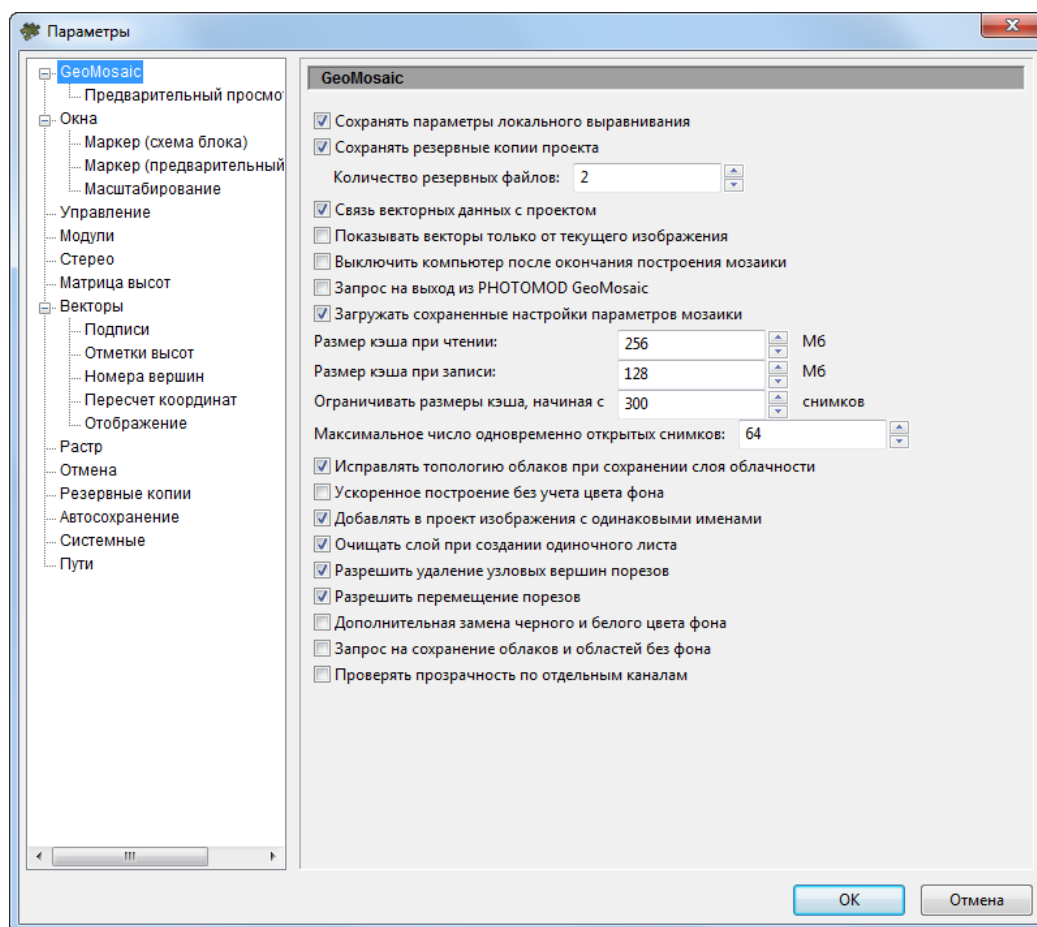 Параметры
GeoMosaic
Предварительный просмо
Окна
Маркер (схема блока)
Маркер (предварительный
Масштабирование
Управление
Модули
Стерео
Матрица высот
Векторы
Подписи
Отметки высот
Номера вершин
Пересчет координат
Отображение
Растр
Отмена
Резервные копии
Автосохранение
Системные
Пути
GeoMosaic
Сохранять параметры локального выравнивания
Сохранять резервные копии проекта
Количество резервных файлов: 2
Связь векторных данных с проектом
Показывать векторы только от текущего изображения
Выключить компьютер после окончания построения мозаики
Запрос на выход из PHOTOMOD GeoMosaic
Загружать сохраненные настройки параметров мозаики
Размер кэша при чтении: 256 Мб
Размер кэша при записи: 128 Мб
Ограничивать размеры кэша, начиная с 300 снимков
Максимальное число одновременно открытых снимков: 64
Исправлять топологию облаков при сохранении слоя облачности
Ускоренное построение без учета цвета фона
Добавлять в проект изображения с одинаковыми именами
Очищать слой при создании одиночного листа
Разрешить удаление узловых вершин порезов
Разрешить перемещение порезов
Дополнительная замена черного и белого цвета фона
Запрос на сохранение облаков и областей без фона
Проверять прозрачность по отдельным каналам
OK Отмена